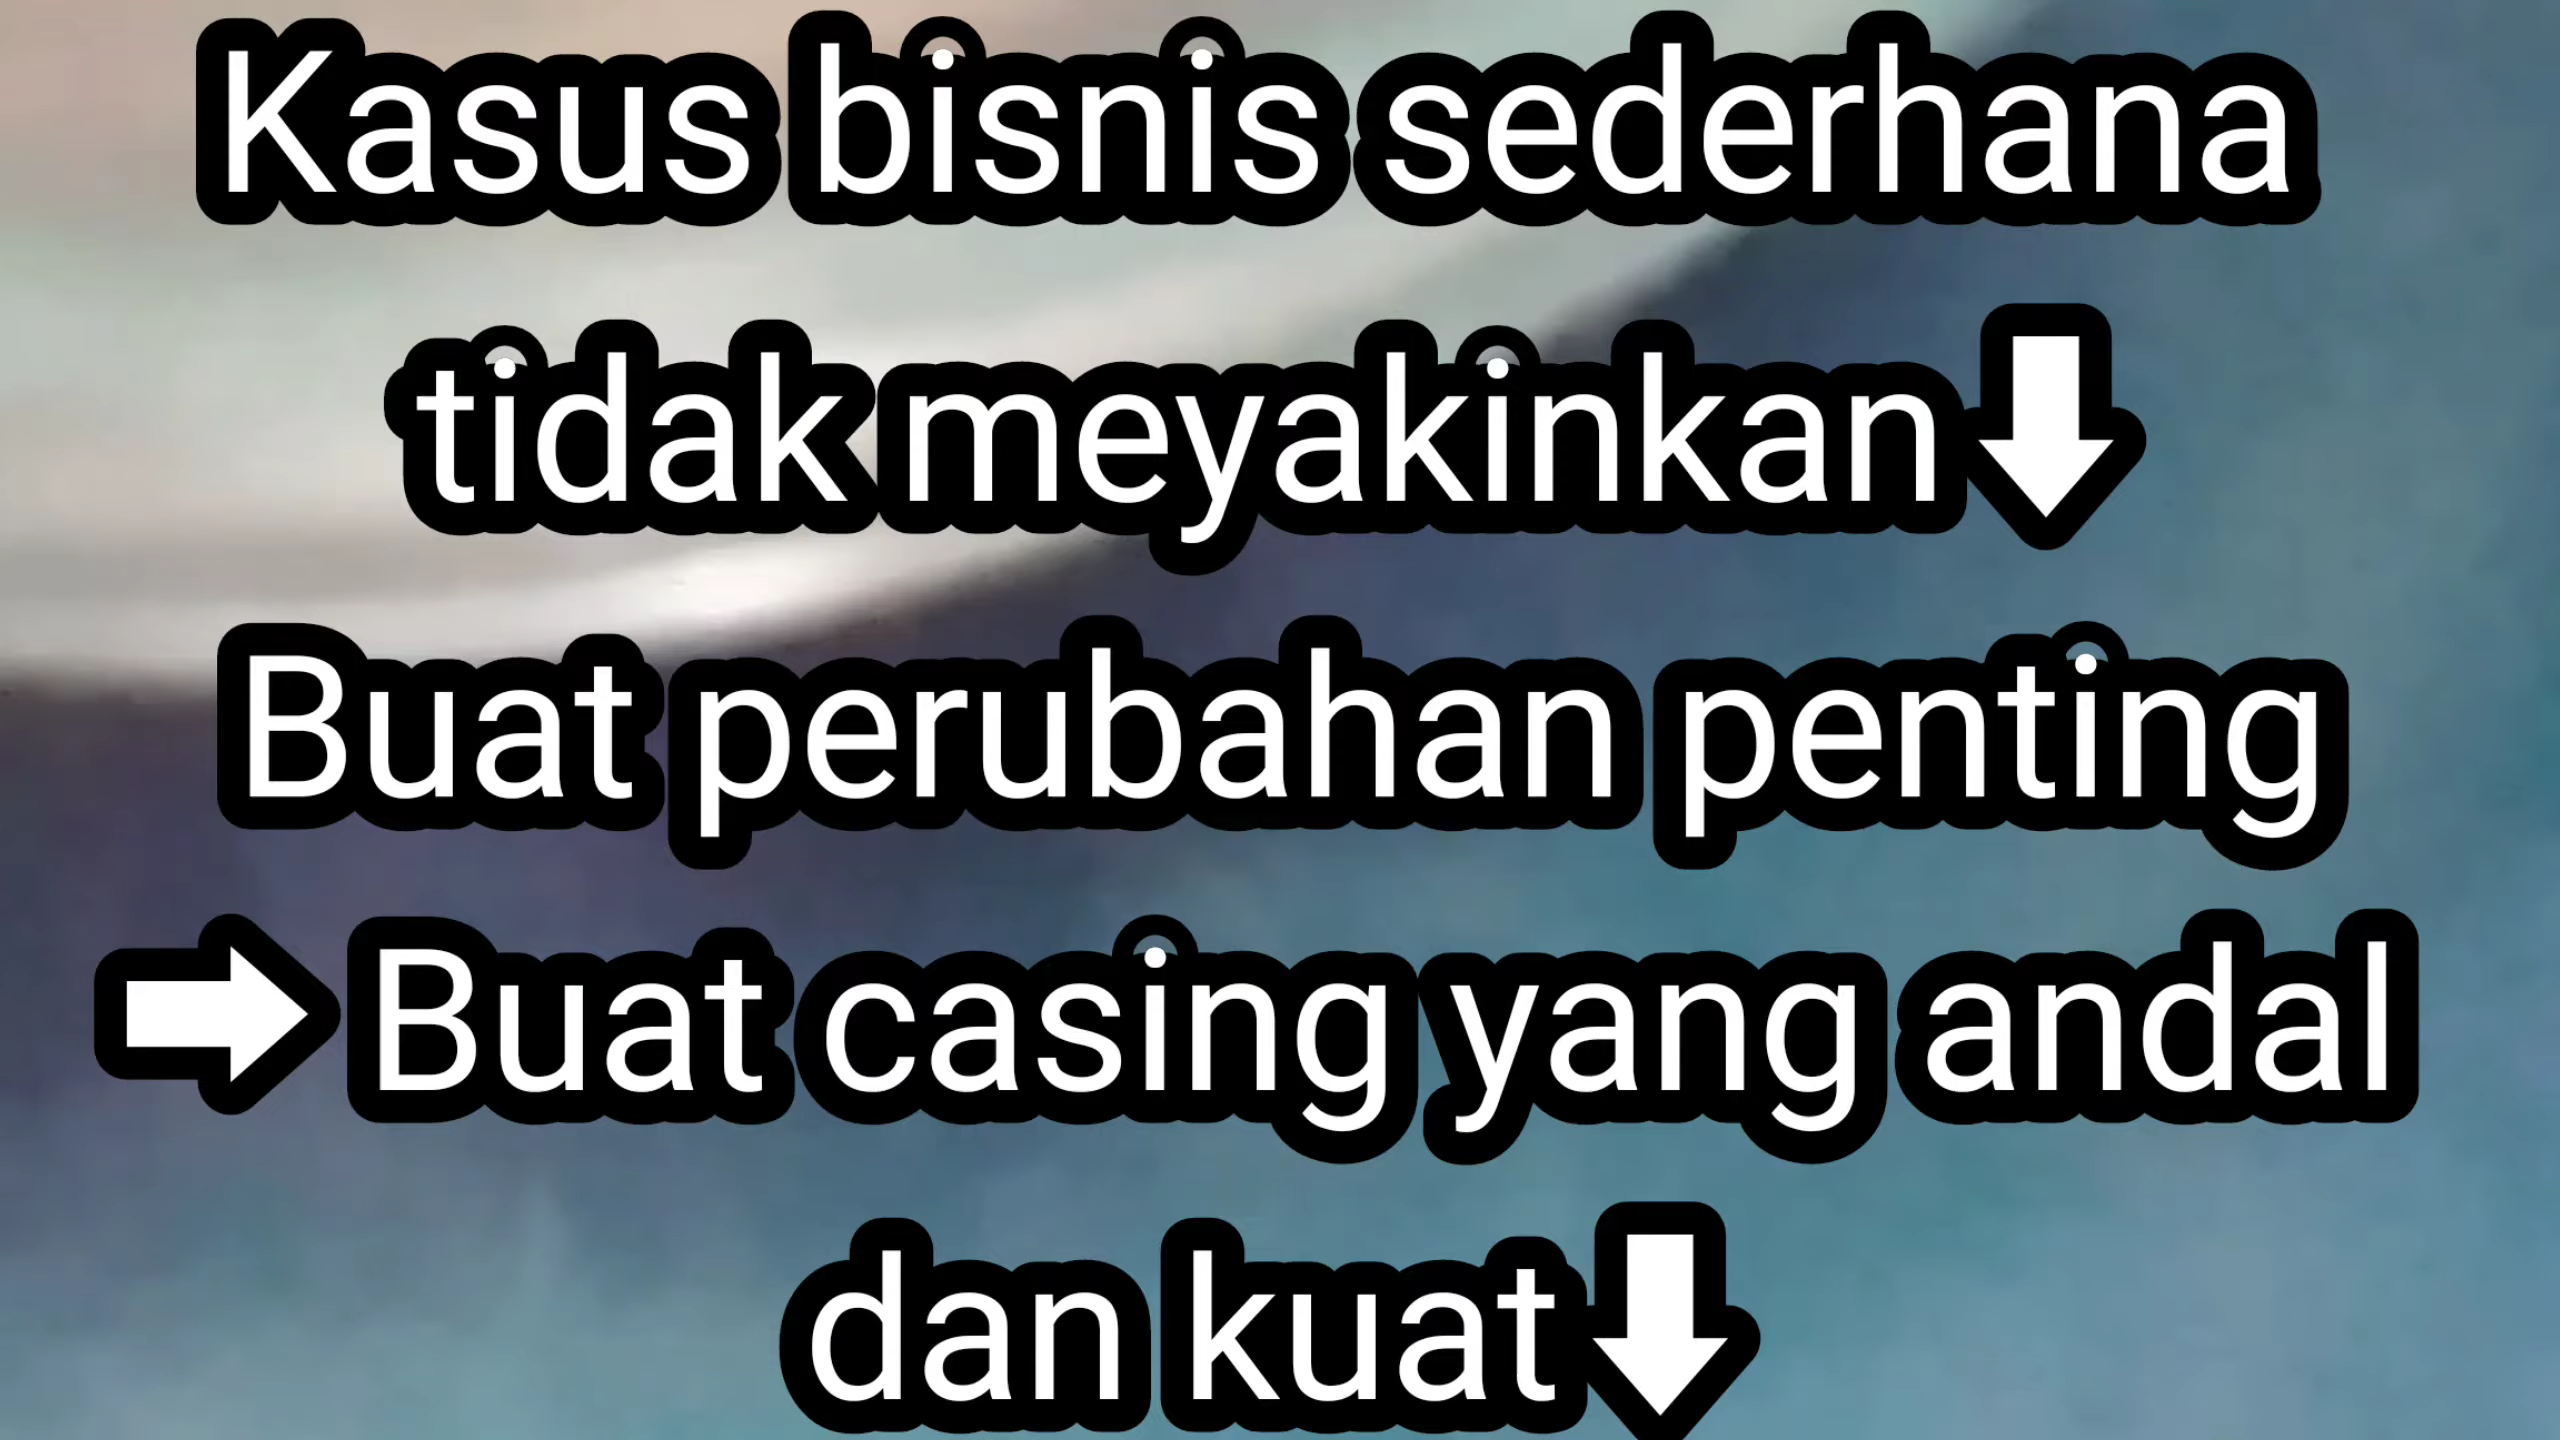 Kasus bisnis sederhana
tidak meyakinkan⬇
Buat perubahan penting
➡Buat casing yang andal
dan kuat⬇